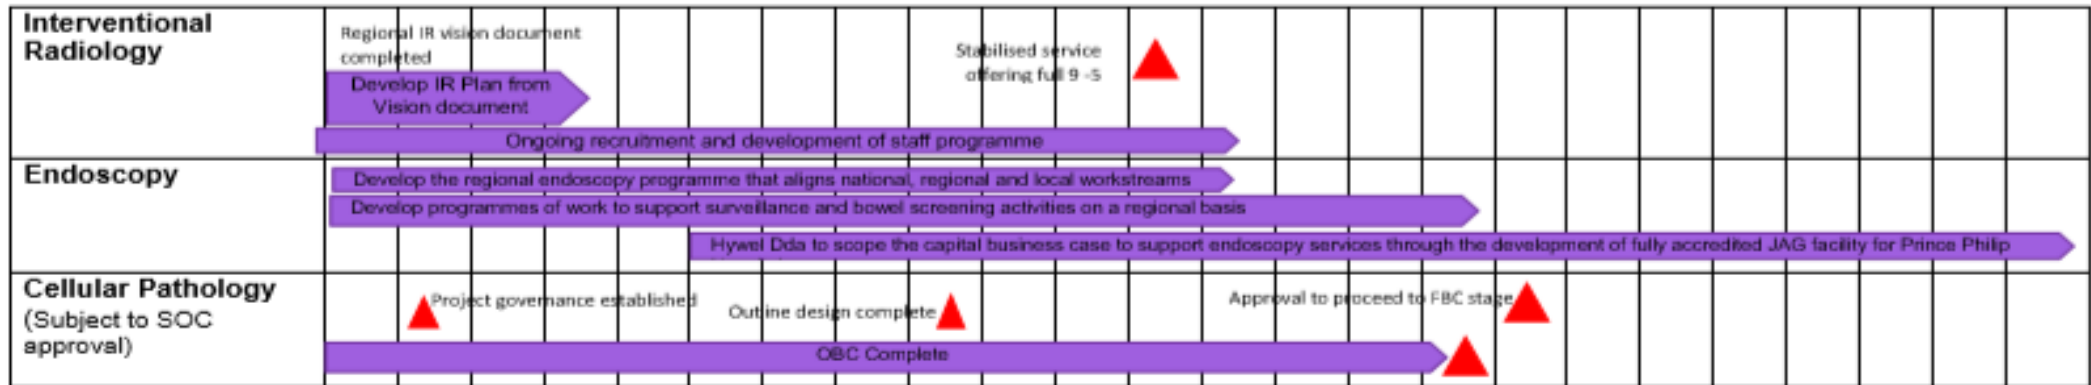 Interventional
Radiology
Regional IR vision document
completed
Develop IR Plan from
Vision document
Stabilised service
offering full 9 -5
Ongoing recruitment and development of staff programme
Endoscopy
Develop the regional endoscopy programme that aligns national, regional and local workstreams
Develop programmes of work to support surveillance and bowel screening activities on a regional basis
Hywel Dda to scope the capital business case to support endoscopy services through the development of fully accredited JAG facility for Prince Philip
Cellular Pathology
(Subject to SOC
approval)
Project governance established
Outline design complete
Approval to proceed to FBC stage
OBC Complete